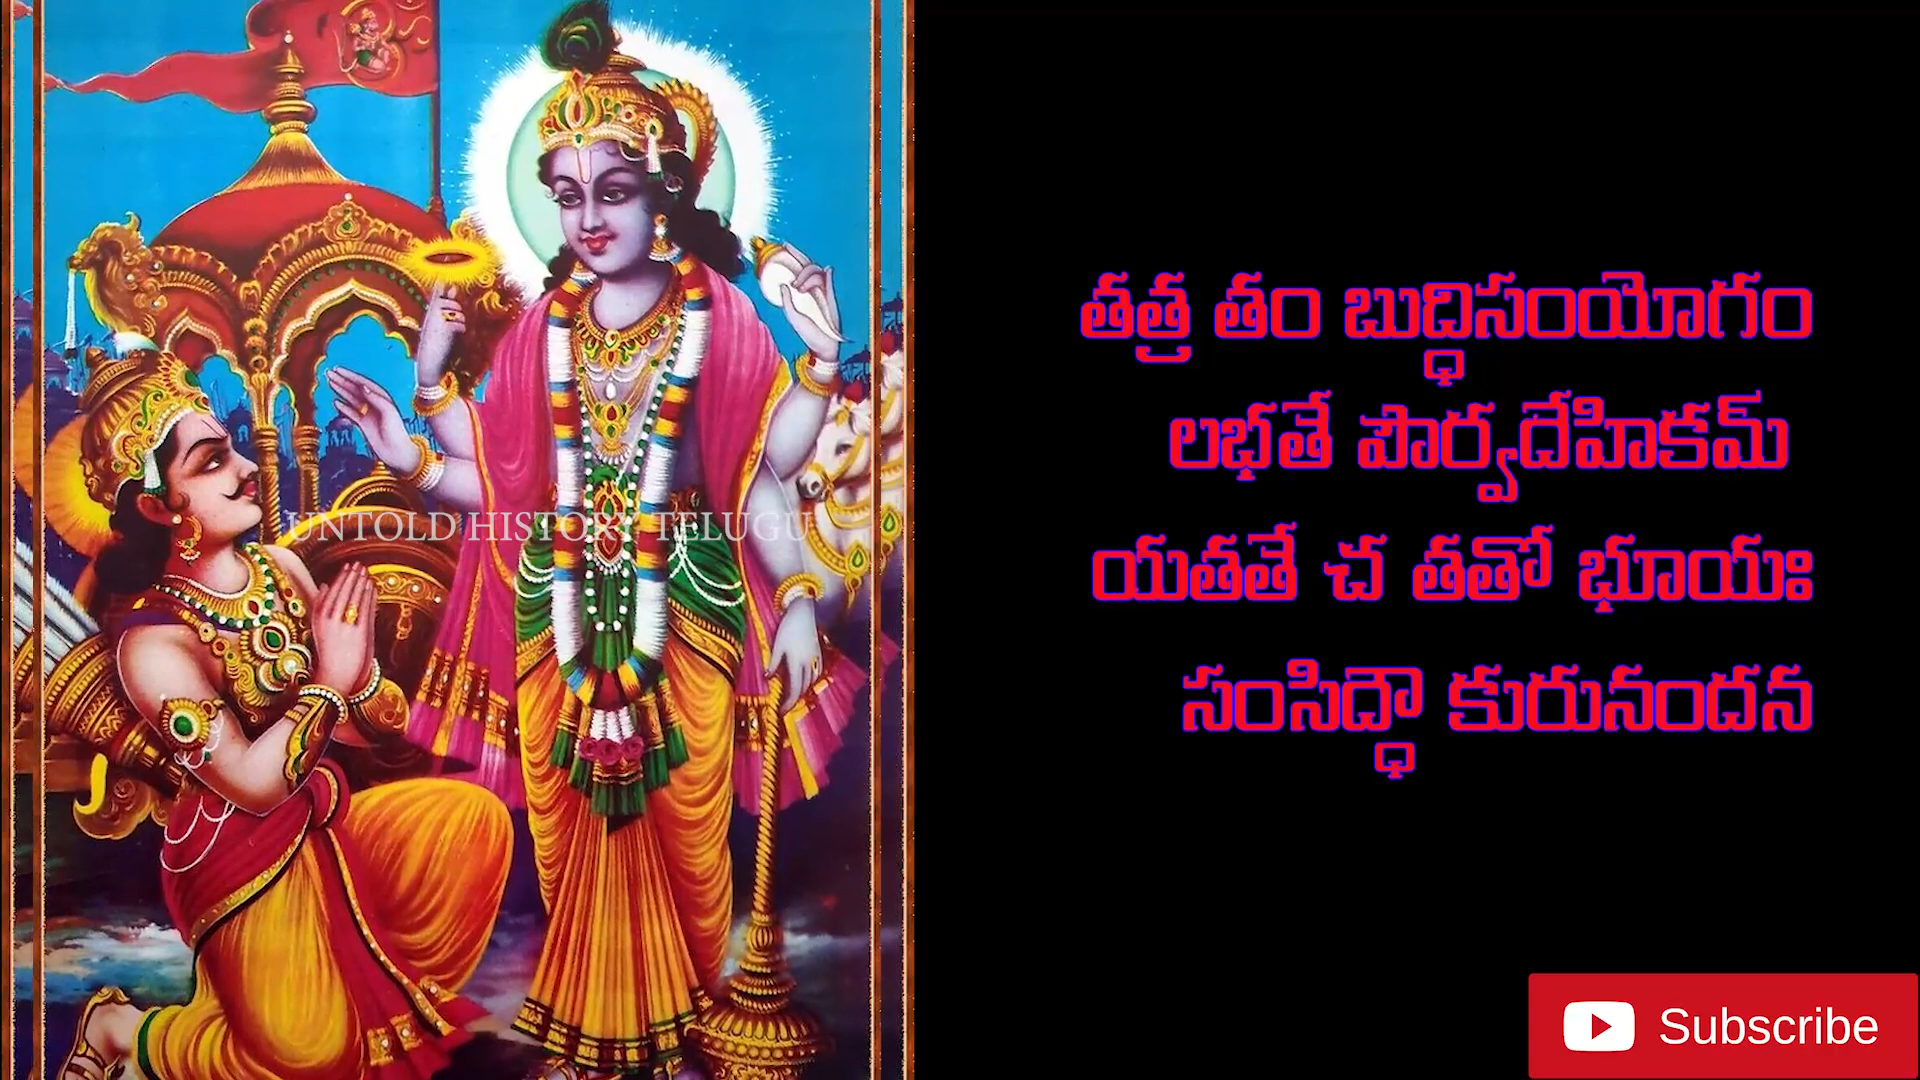 తత్ర తం బుద్ధిసంయోగం
లభతే పౌర్వదేహికమ్
యతతే చ తతో భూయః
సంసిద్ధౌ కురునందన
UNTOLD HISTORY TELUGU
Subscribe